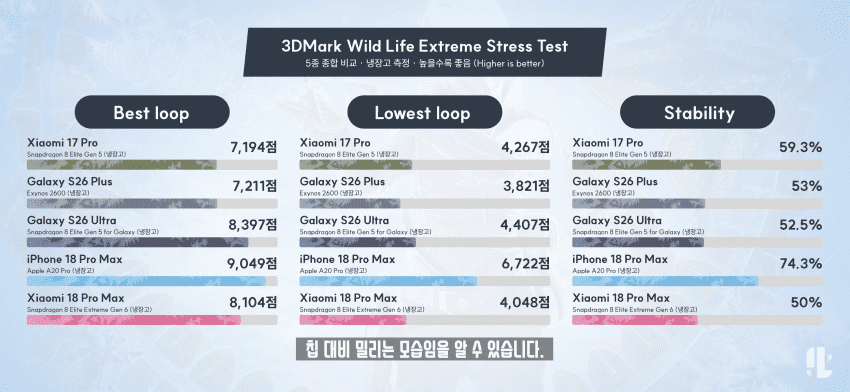 3DMark Wild Life Extreme Stress Test
5종 종합 비교 · 냉장고 측정 · 높을수록 좋음 (Higher is better)
Best loop
Xiaomi 17 Pro
Snapdragon 8 Elite Gen 5 (냉장고)
7,194점
Galaxy S26 Plus
Exynos 2600 (냉장고)
7,211점
Galaxy S26 Ultra
Snapdragon 8 Elite Gen 5 for Galaxy (냉장고)
8,397점
iPhone 18 Pro Max
Apple A20 Pro (냉장고)
9,049점
Xiaomi 18 Pro Max
Snapdragon 8 Elite Extreme Gen 6 (냉장고)
8,104점
Lowest loop
Xiaomi 17 Pro
Snapdragon 8 Elite Gen 5 (냉장고)
4,267점
Galaxy S26 Plus
Exynos 2600 (냉장고)
3,821점
Galaxy S26 Ultra
Snapdragon 8 Elite Gen 5 for Galaxy (냉장고)
4,407점
iPhone 18 Pro Max
Apple A20 Pro (냉장고)
6,722점
Xiaomi 18 Pro Max
Snapdragon 8 Elite Extreme Gen 6 (냉장고)
4,048점
Stability
Xiaomi 17 Pro
Snapdragon 8 Elite Gen 5 (냉장고)
59.3%
Galaxy S26 Plus
Exynos 2600 (냉장고)
53%
Galaxy S26 Ultra
Snapdragon 8 Elite Gen 5 for Galaxy (냉장고)
52.5%
iPhone 18 Pro Max
Apple A20 Pro (냉장고)
74.3%
Xiaomi 18 Pro Max
Snapdragon 8 Elite Extreme Gen 6 (냉장고)
50%
칩 대비 밀리는 모습임을 알 수 있습니다.